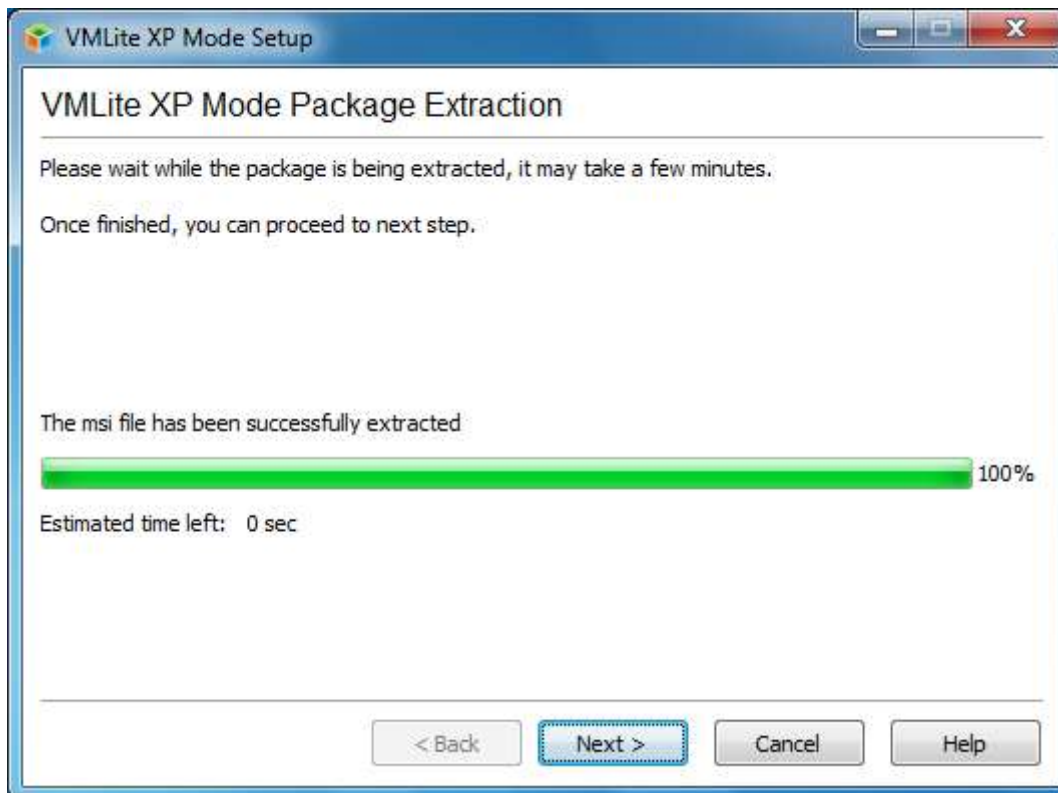 VMLite XP Mode Setup
VMLite XP Mode Package Extraction
Please wait while the package is being extracted, it may take a few minutes.
Once finished, you can proceed to next step.
The msi file has been successfully extracted
100%
Estimated time left: 0 sec
< Back Next > Cancel Help